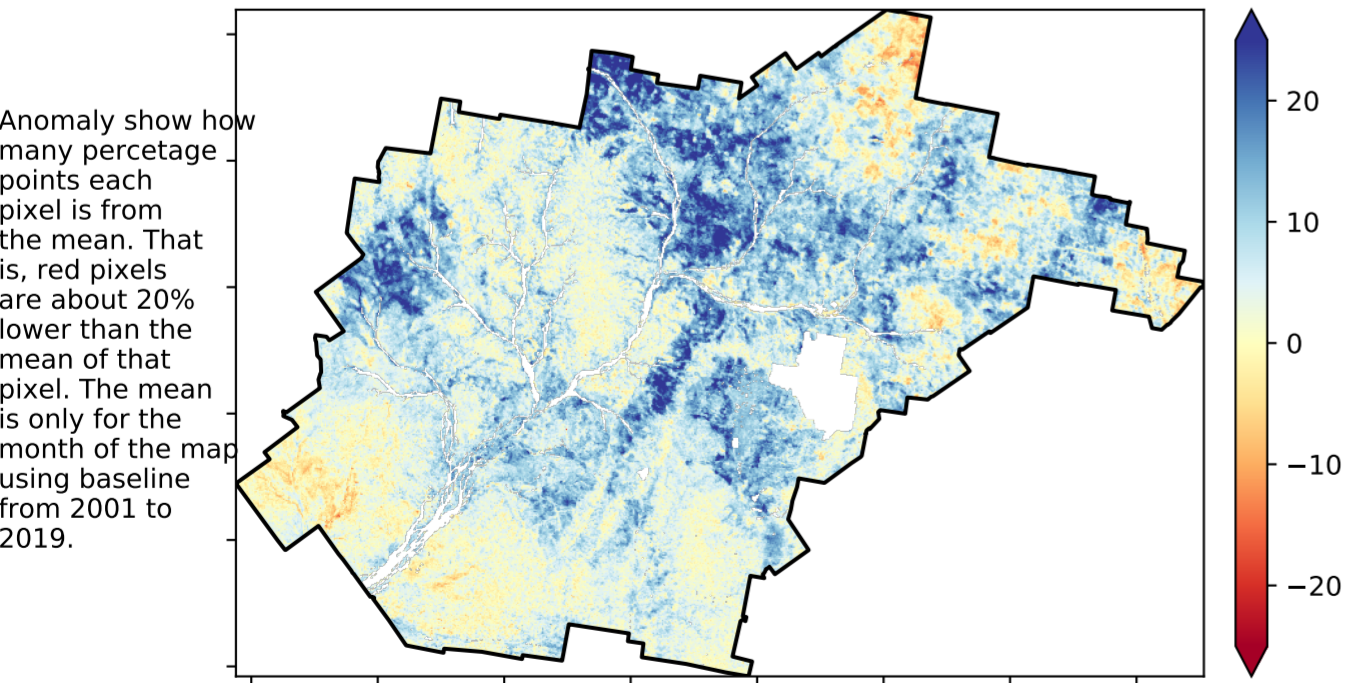 Anomaly show how
many percetage
points each
pixel is from
the mean. That
is, red pixels
are about 20%
lower than the
mean of that
pixel. The mean
is only for the
month of the map
using baseline
from 2001 to
2019.
20
10
0
−10
−20